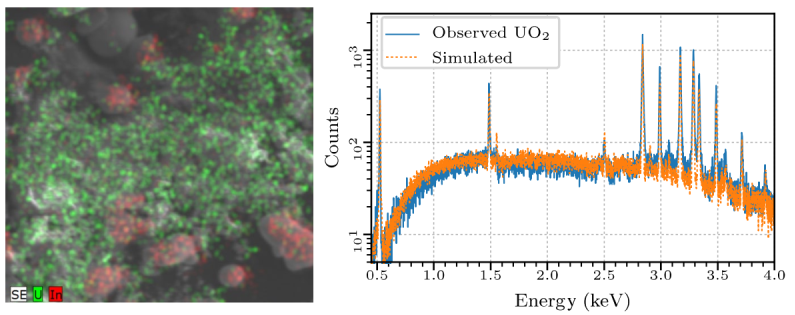 SE U In
Observed UO₂
Simulated
Counts
10³
10²
10¹
0.5 1.0 1.5 2.0 2.5 3.0 3.5 4.0
Energy (keV)